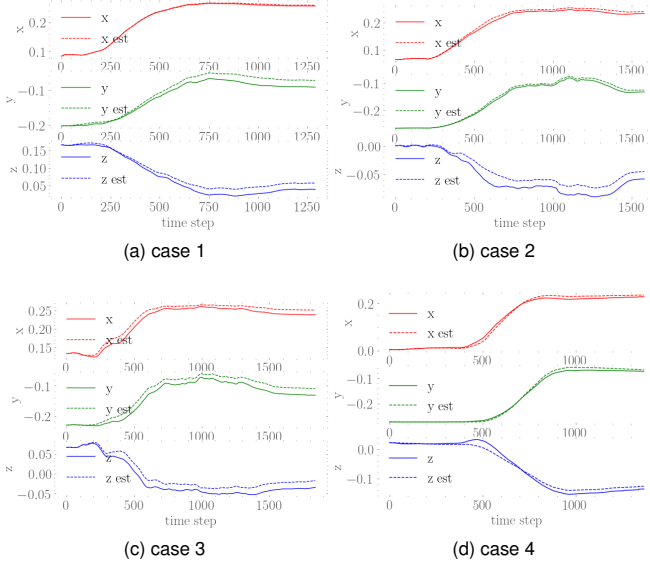 x
0.2
0.1
x
x est
0 250 500 750 1000 1250
y
−0.1
−0.2
y
y est
0 250 500 750 1000 1250
z
0.15
0.10
0.05
z
z est
0 250 500 750 1000 1250
time step
(a) case 1
x
0.2
0.1
x
x est
0 500 1000 1500
y
−0.1
−0.2
y
y est
0 500 1000 1500
z
0.00
−0.05
z
z est
0 500 1000 1500
time step
(b) case 2
x
0.25
0.20
0.15
x
x est
0 500 1000 1500
y
−0.1
−0.2
y
y est
0 500 1000 1500
z
0.05
0.00
−0.05
z
z est
0 500 1000 1500
time step
(c) case 3
x
0.2
0.0
x
x est
0 500 1000
y
−0.1
−0.2
y
y est
0 500 1000
z
0.0
−0.1
z
z est
0 500 1000
time step
(d) case 4